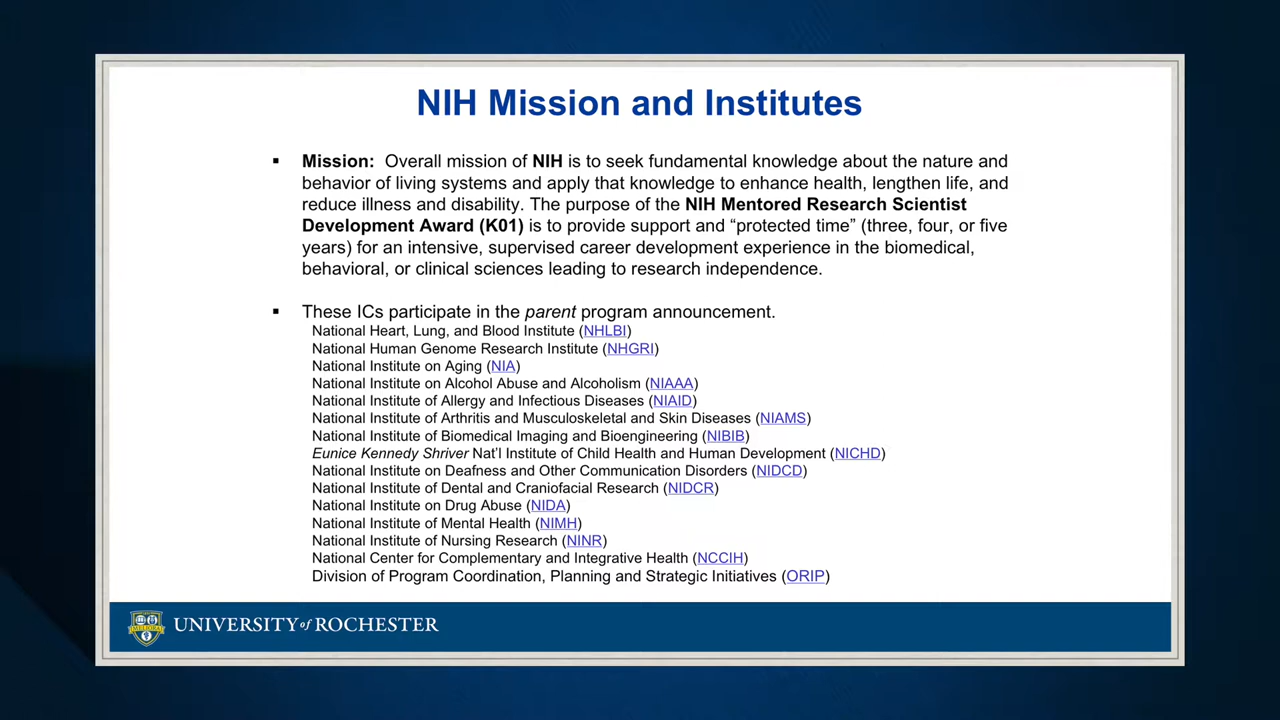 NIH Mission and Institutes
▪ Mission: Overall mission of NIH is to seek fundamental knowledge about the nature and
behavior of living systems and apply that knowledge to enhance health, lengthen life, and
reduce illness and disability. The purpose of the NIH Mentored Research Scientist
Development Award (K01) is to provide support and “protected time” (three, four, or five
years) for an intensive, supervised career development experience in the biomedical,
behavioral, or clinical sciences leading to research independence.
▪ These ICs participate in the parent program announcement.
National Heart, Lung, and Blood Institute (NHLBI)
National Human Genome Research Institute (NHGRI)
National Institute on Aging (NIA)
National Institute on Alcohol Abuse and Alcoholism (NIAAA)
National Institute of Allergy and Infectious Diseases (NIAID)
National Institute of Arthritis and Musculoskeletal and Skin Diseases (NIAMS)
National Institute of Biomedical Imaging and Bioengineering (NIBIB)
Eunice Kennedy Shriver Nat’l Institute of Child Health and Human Development (NICHD)
National Institute on Deafness and Other Communication Disorders (NIDCD)
National Institute of Dental and Craniofacial Research (NIDCR)
National Institute on Drug Abuse (NIDA)
National Institute of Mental Health (NIMH)
National Institute of Nursing Research (NINR)
National Center for Complementary and Integrative Health (NCCIH)
Division of Program Coordination, Planning and Strategic Initiatives (ORIP)
MELIORA
UNIVERSITY of ROCHESTER